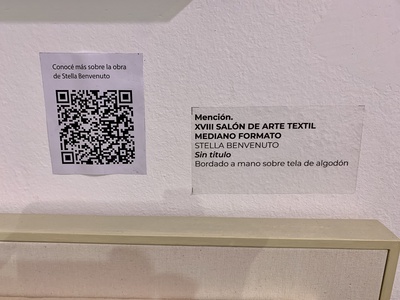 Conocé más sobre la obra
de Stella Benvenuto
Mención.
XVIII SALÓN DE ARTE TEXTIL
MEDIANO FORMATO
STELLA BENVENUTO
Sin título
Bordado a mano sobre tela de algodón